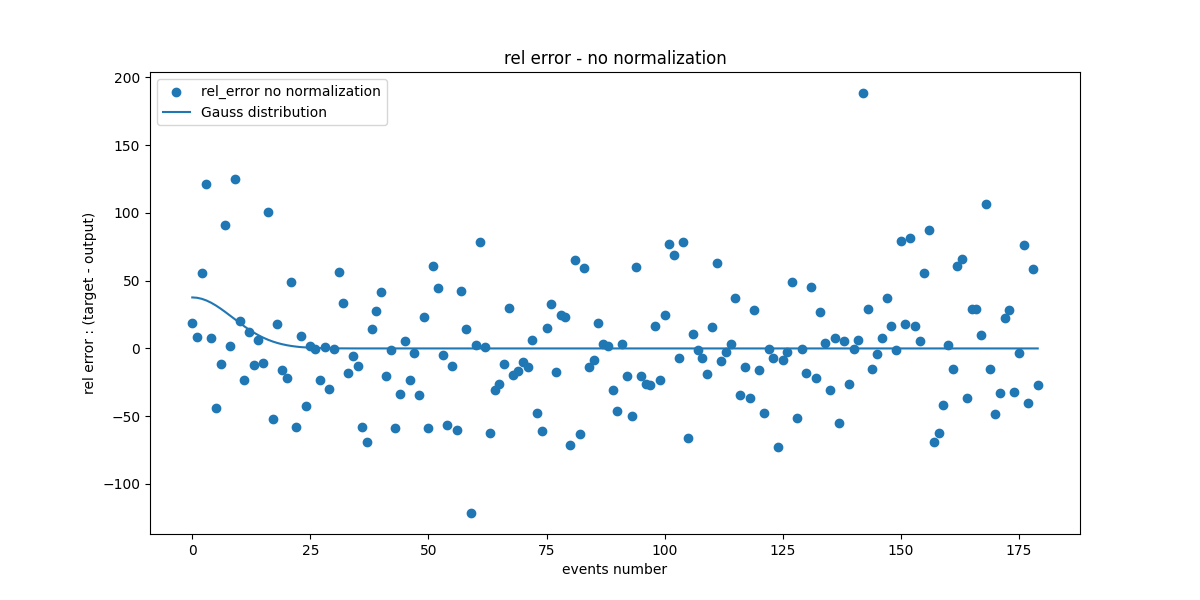 rel error - no normalization
rel_error no normalization
Gauss distribution
rel error : (target - output)
200
150
100
50
0
−50
−100
0 25 50 75 100 125 150 175
events number